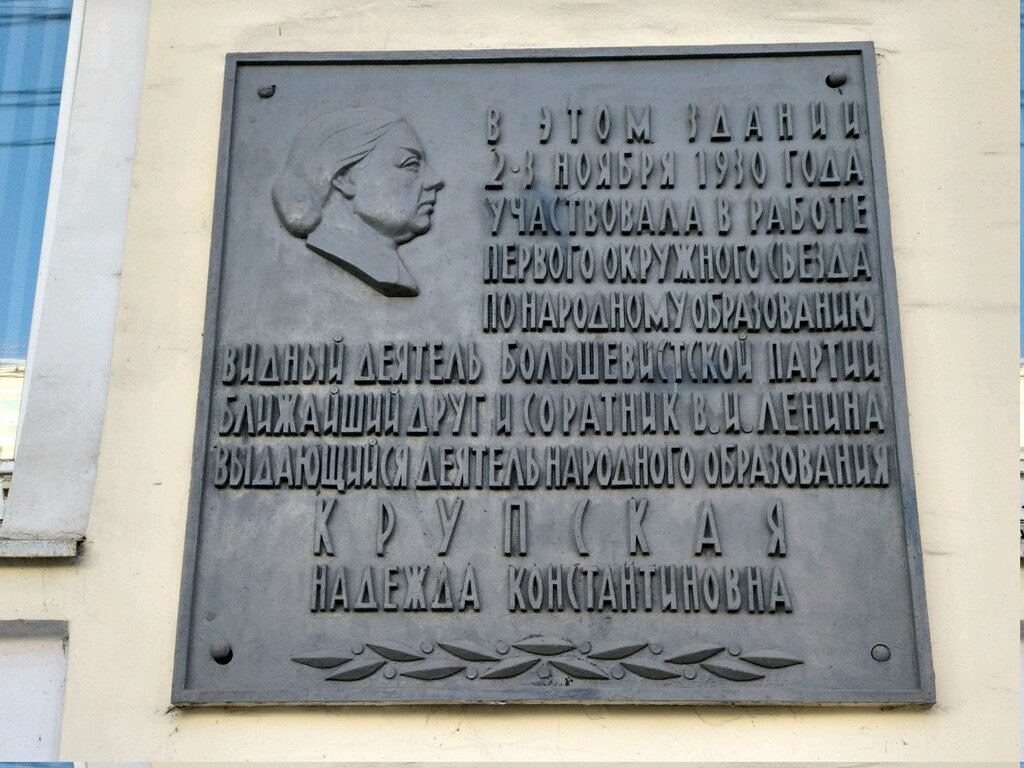 В ЭТОМ ЗДАНИИ
2-3 НОЯБРЯ 1930 ГОДА
УЧАСТВОВАЛА В РАБОТЕ
ПЕРВОГО ОКРУЖНОГО СЪЕЗДА
ПО НАРОДНОМУ ОБРАЗОВАНИЮ
ВИДНЫЙ ДЕЯТЕЛЬ БОЛЬШЕВИСТСКОЙ ПАРТИИ
БЛИЖАЙШИЙ ДРУГ И СОРАТНИК В.И. ЛЕНИНА
ВЫДАЮЩИЙСЯ ДЕЯТЕЛЬ НАРОДНОГО ОБРАЗОВАНИЯ
КРУПСКАЯ
НАДЕЖДА КОНСТАНТИНОВНА